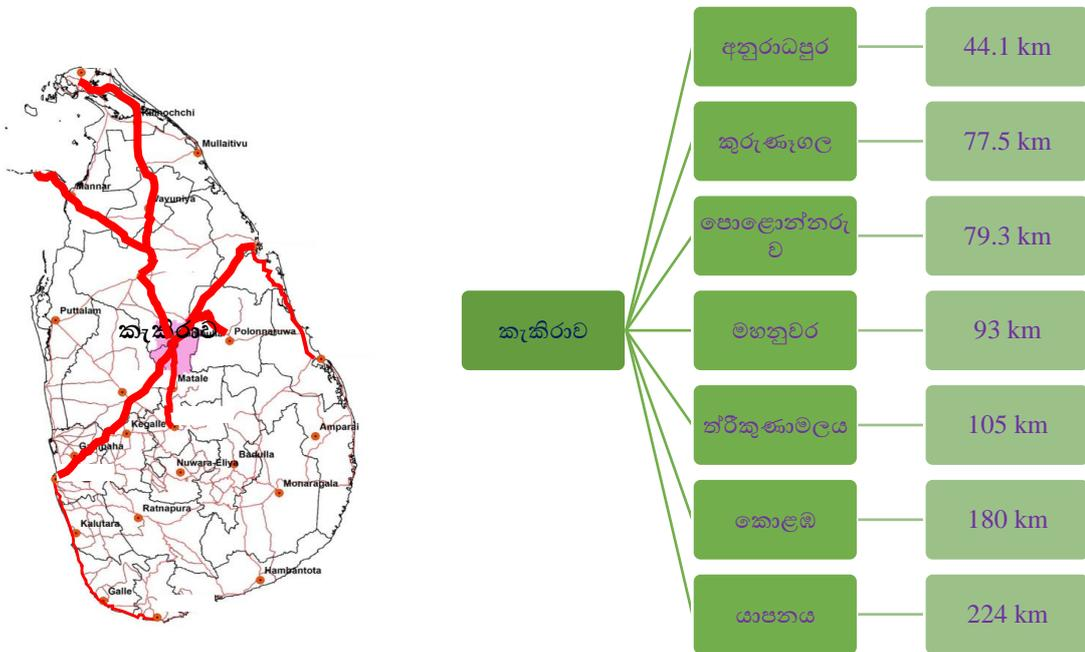 Kilinochchi
Mullaitivu
Mannar
Vavuniya
Puttalam
කැකිරාව
Polonnaruwa
Matale
Kegalle
Gampaha
Amparai
Nuwara-Eliya
Badulla
Monaragala
Ratnapura
Kalutara
Hambantota
Galle
කැකිරාව
අනුරාධපුර
44.1 km
කුරුණෑගල
77.5 km
පොළොන්නරු
ව
79.3 km
මහනුවර
93 km
ත්රීකුණාමලය
105 km
කොළඹ
180 km
යාපනය
224 km